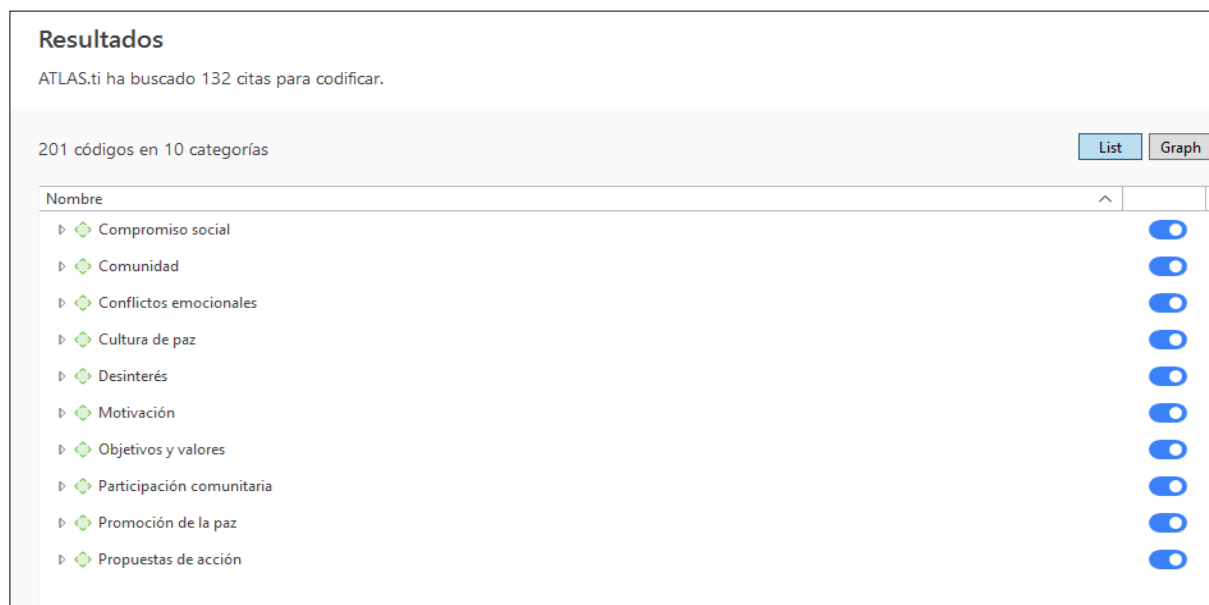 Resultados
ATLAS.ti ha buscado 132 citas para codificar.
201 códigos en 10 categorías
List Graph
Nombre
Compromiso social
Comunidad
Conflictos emocionales
Cultura de paz
Desinterés
Motivación
Objetivos y valores
Participación comunitaria
Promoción de la paz
Propuestas de acción